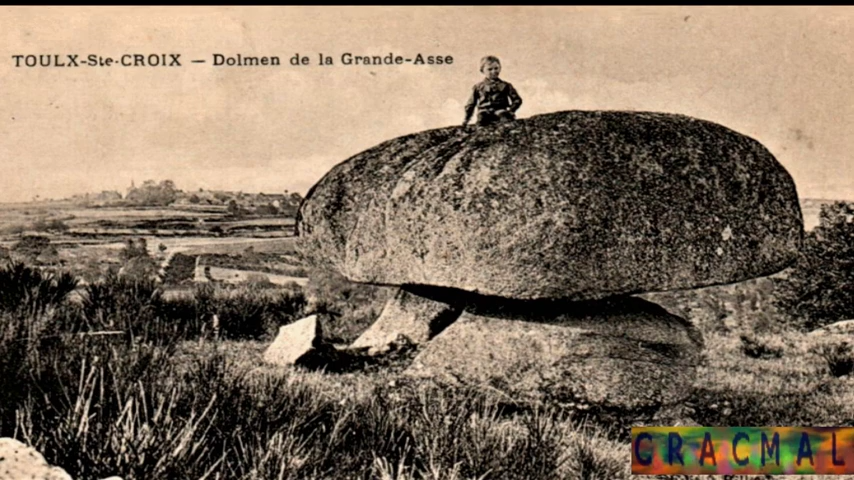 TOULX-Ste-CROIX — Dolmen de la Grande-Asse
CRACMAL